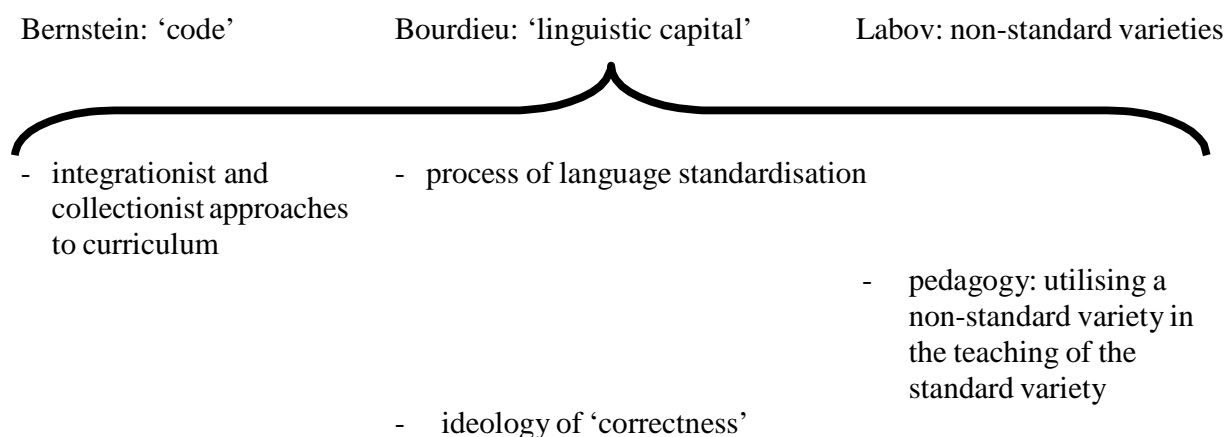 Bernstein: ‘code’ Bourdieu: ‘linguistic capital’ Labov: non-standard varieties
- integrationist and
collectionist approaches
to curriculum
- process of language standardisation
- pedagogy: utilising a
non-standard variety in
the teaching of the
standard variety
- ideology of ‘correctness’